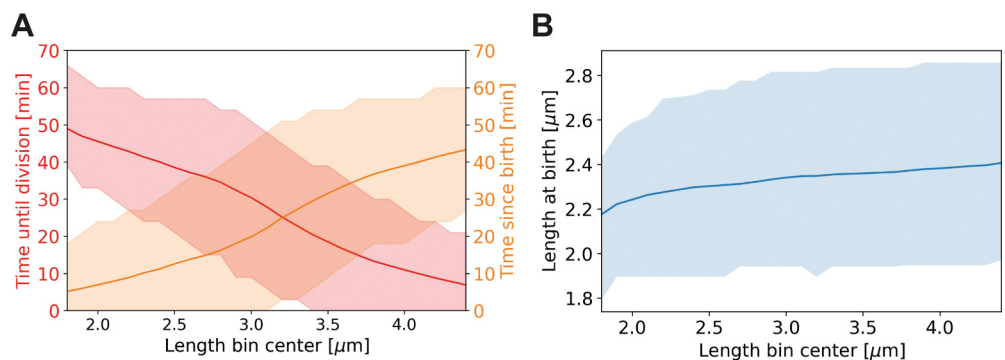 A
B
Time until division [min]
70
60
50
40
30
20
10
0
70
60
50
40
30
20
10
0
Time since birth [min]
2.0 2.5 3.0 3.5 4.0
Length bin center [μm]
Length at birth [μm]
2.8
2.6
2.4
2.2
2.0
1.8
2.0 2.5 3.0 3.5 4.0
Length bin center [μm]